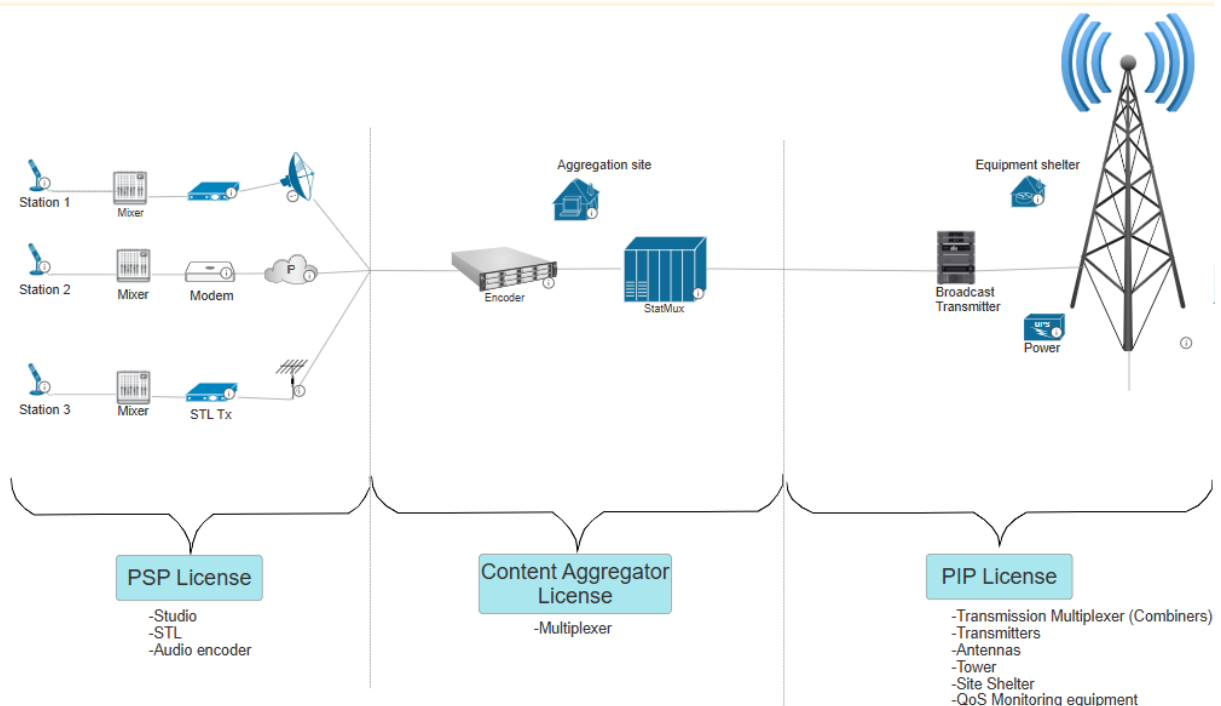 Aggregation site
Equipment shelter
Station 1
Mixer
Station 2
Mixer
Modem
IP
Encoder
StatMux
Broadcast
Transmitter
UPS
Power
Station 3
Mixer
STL Tx
PSP License
-Studio
-STL
-Audio encoder
Content Aggregator
License
-Multiplexer
PIP License
-Transmission Multiplexer (Combiners)
-Transmitters
-Antennas
-Tower
-Site Shelter
-QoS Monitoring equipment